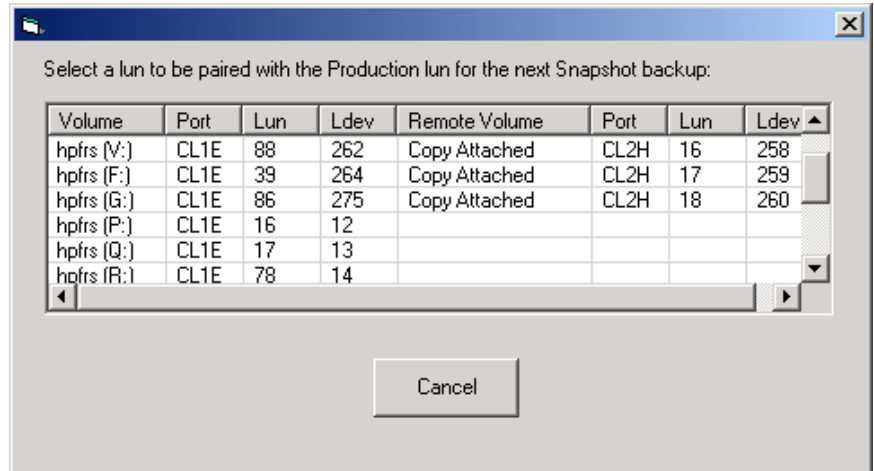 Select a lun to be paired with the Production lun for the next Snapshot backup:
Volume Port Lun Ldev Remote Volume Port Lun Ldev
hpfrs (V:) CL1E 88 262 Copy Attached CL2H 16 258
hpfrs (F:) CL1E 39 264 Copy Attached CL2H 17 259
hpfrs (G:) CL1E 86 275 Copy Attached CL2H 18 260
hpfrs (P:) CL1E 16 12
hpfrs (Q:) CL1E 17 13
hpfrs (R:) CL1E 78 14
Cancel